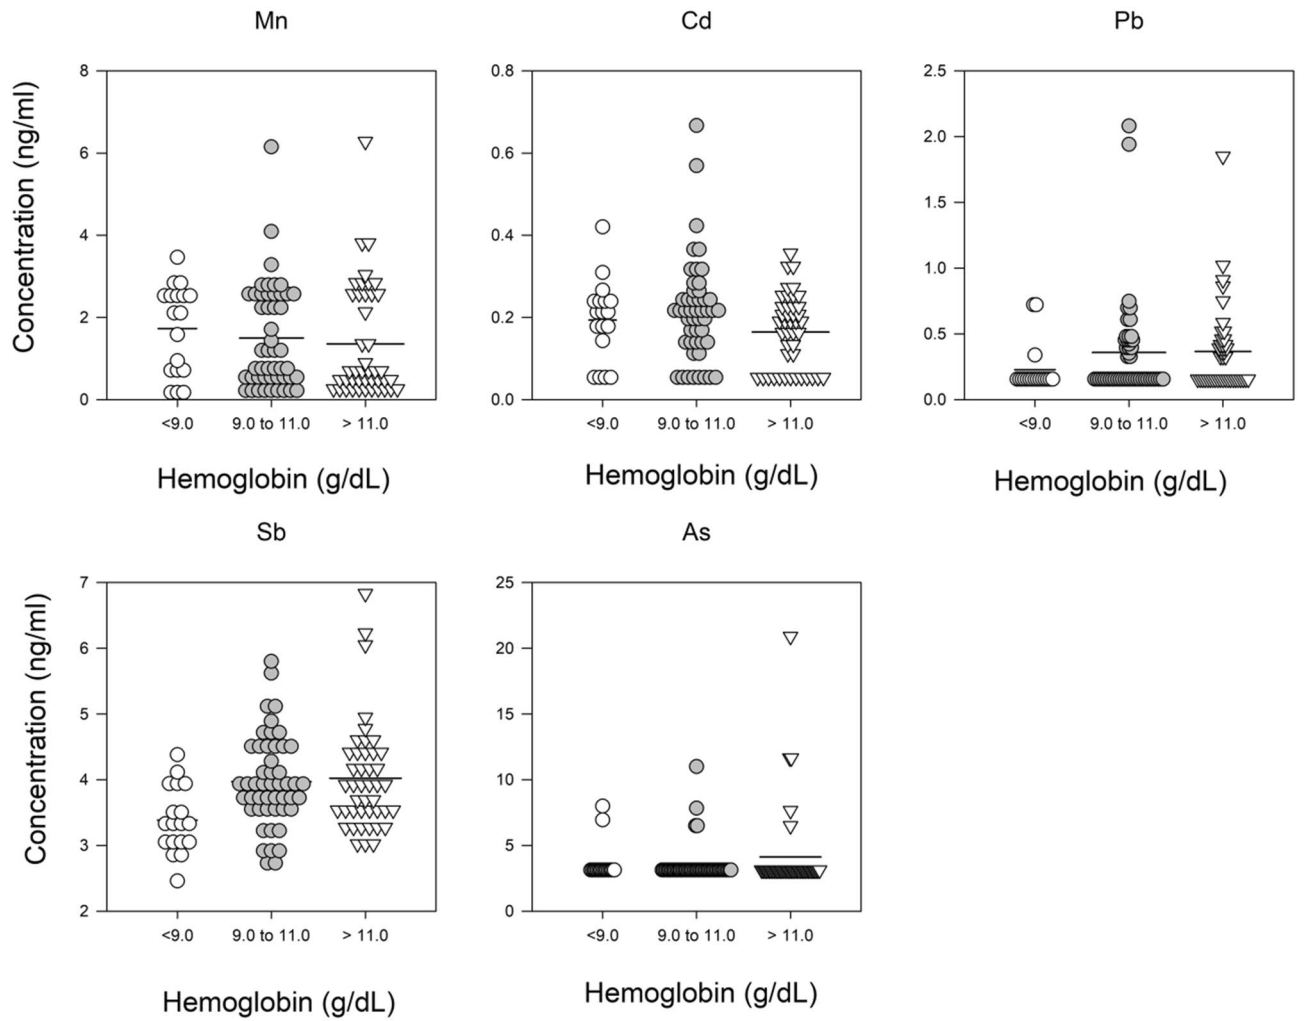 Mn Cd Pb
Concentration (ng/ml)
8 0.8 2.5
6 0.6 2.0
4 0.4 1.5
2 0.2 1.0
0 0.0 0.5
0.0
<9.0 9.0 to 11.0 > 11.0 <9.0 9.0 to 11.0 > 11.0 <9.0 9.0 to 11.0 > 11.0
Hemoglobin (g/dL) Hemoglobin (g/dL) Hemoglobin (g/dL)
Sb As
Concentration (ng/ml)
7 25
6 20
5 15
4 10
3 5
2 0
<9.0 9.0 to 11.0 > 11.0 <9.0 9.0 to 11.0 > 11.0
Hemoglobin (g/dL) Hemoglobin (g/dL)